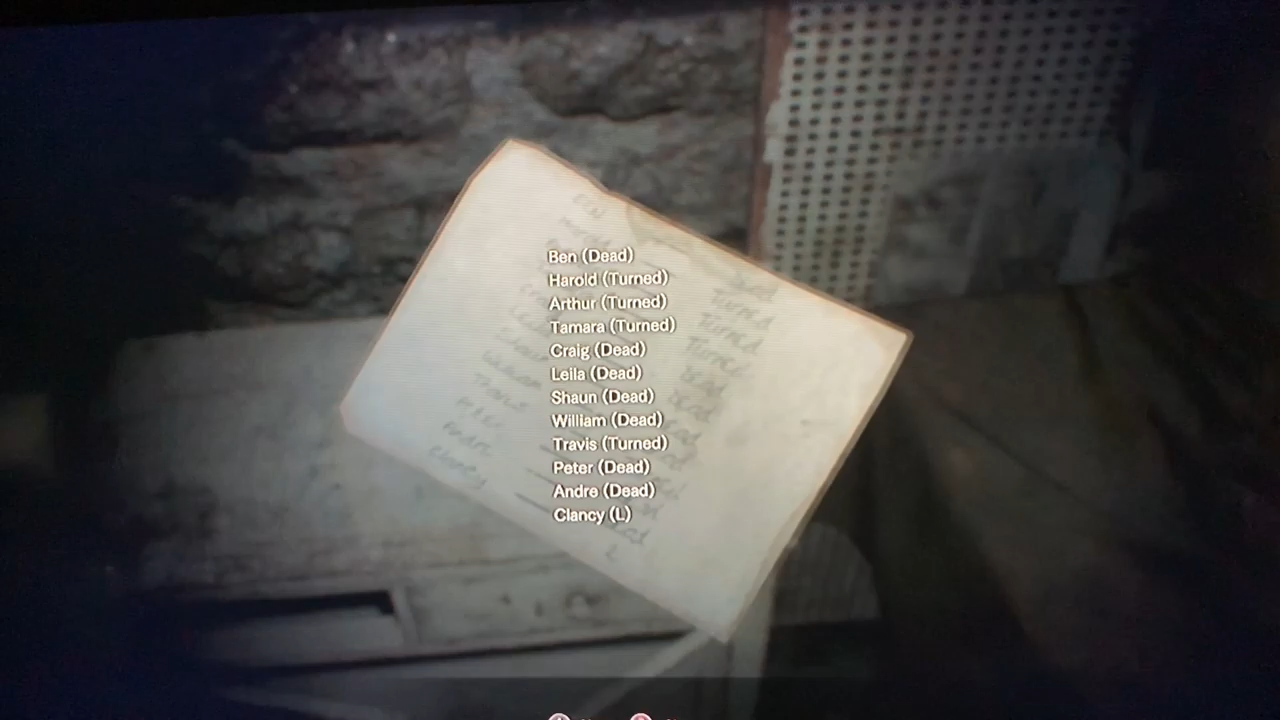 Ben (Dead)
Harold (Turned)
Arthur (Turned)
Tamara (Turned)
Craig (Dead)
Leila (Dead)
Shaun (Dead)
William (Dead)
Travis (Turned)
Peter (Dead)
Andre (Dead)
Clancy (L)